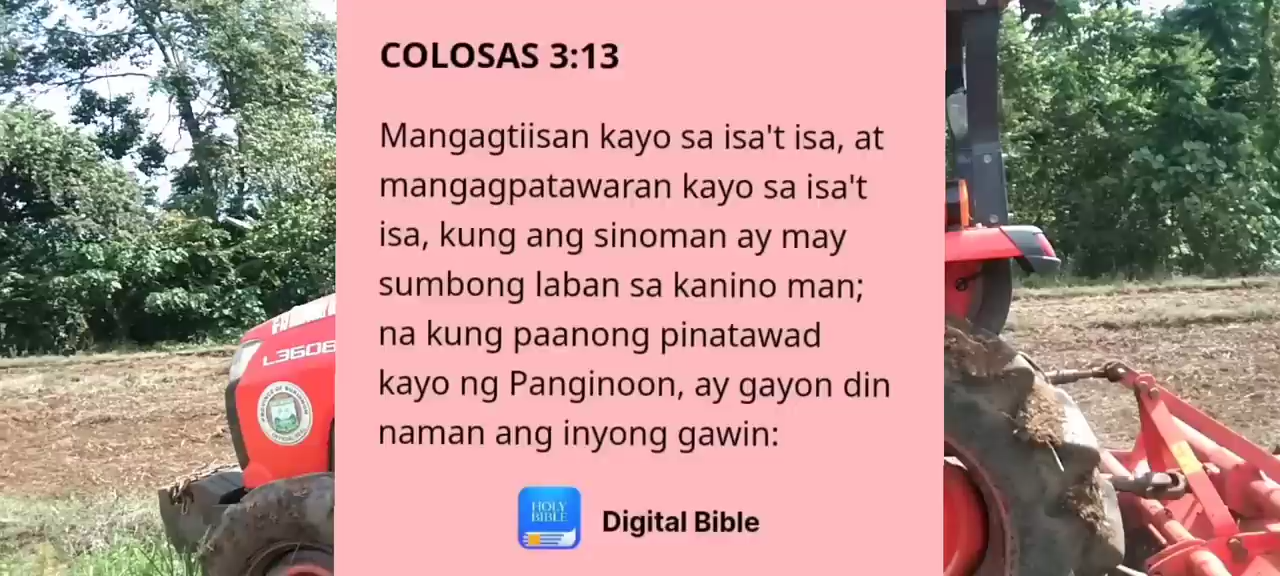 COLOSAS 3:13
Mangagtiisan kayo sa isa't isa, at
mangagpatawaran kayo sa isa't
isa, kung ang sinoman ay may
sumbong laban sa kanino man;
na kung paanong pinatawad
kayo ng Panginoon, ay gayon din
naman ang inyong gawin:
HOLY
BIBLE
Digital Bible
L3608